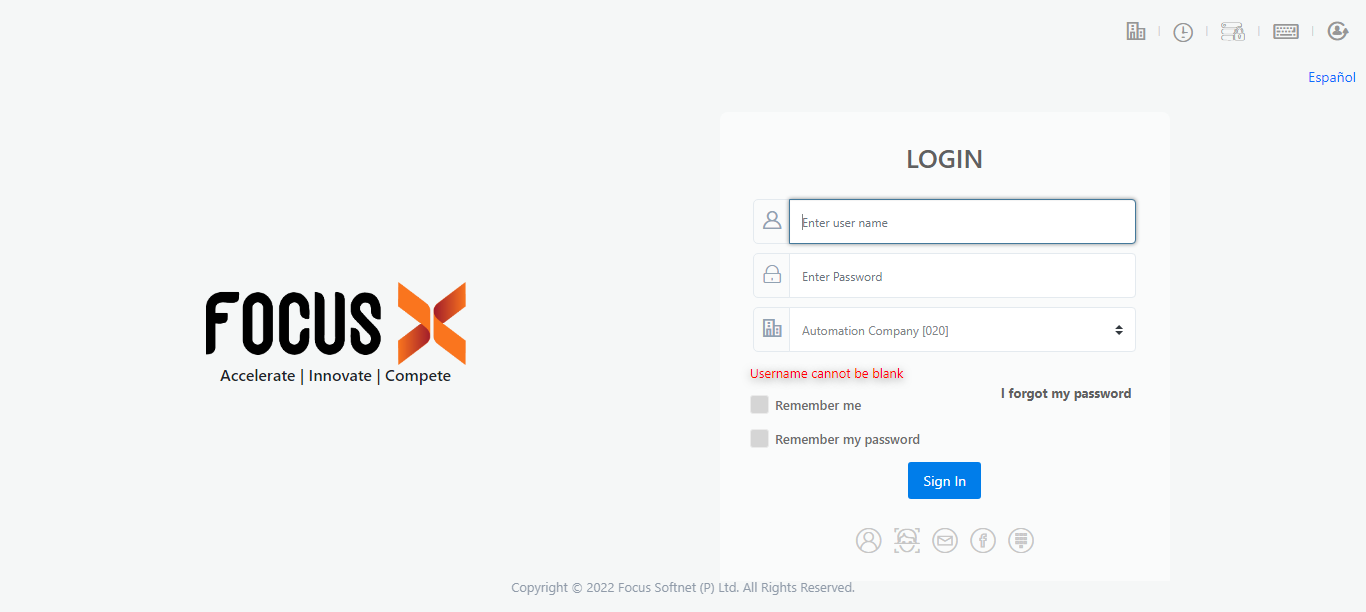 Español
LOGIN
Enter user name
Enter Password
Automation Company [020]
Username cannot be blank
I forgot my password
Remember me
Remember my password
Sign In
FOCUS X
Accelerate | Innovate | Compete
Copyright © 2022 Focus Softnet (P) Ltd. All Rights Reserved.